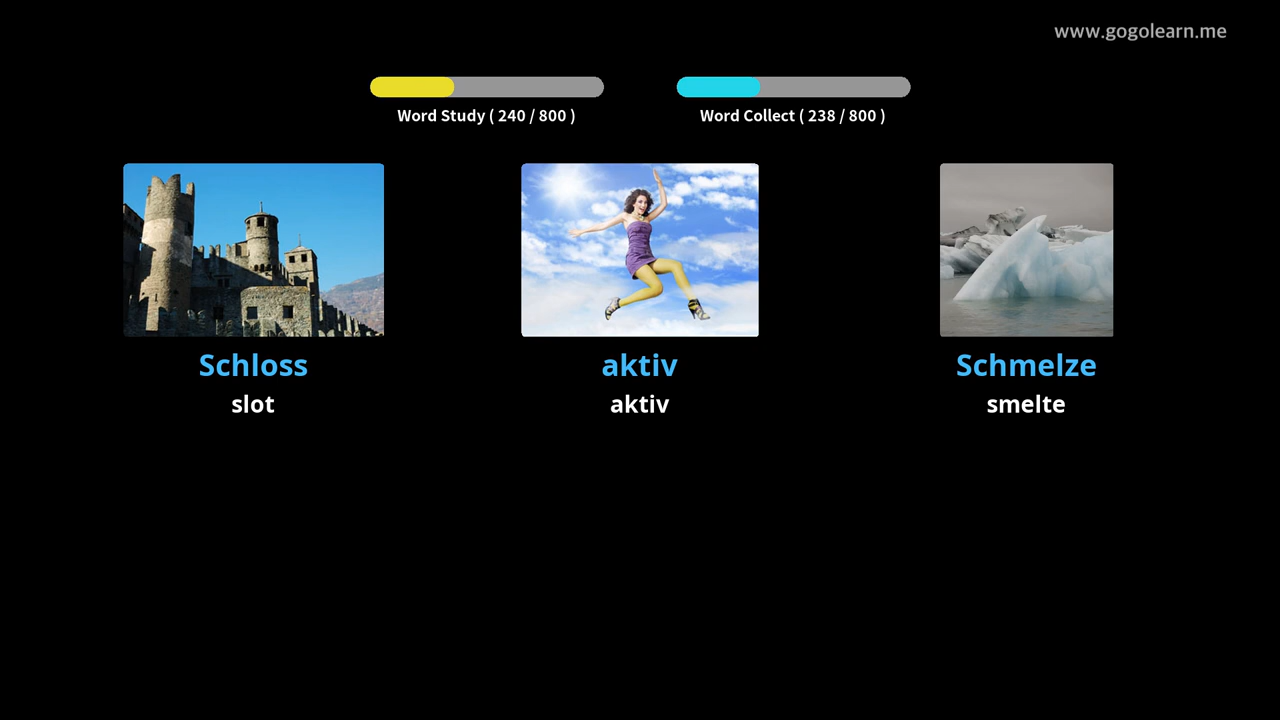 www.gogolearn.me
Word Study ( 240 / 800 )
Word Collect ( 238 / 800 )
Schloss
slot
aktiv
aktiv
Schmelze
smelte